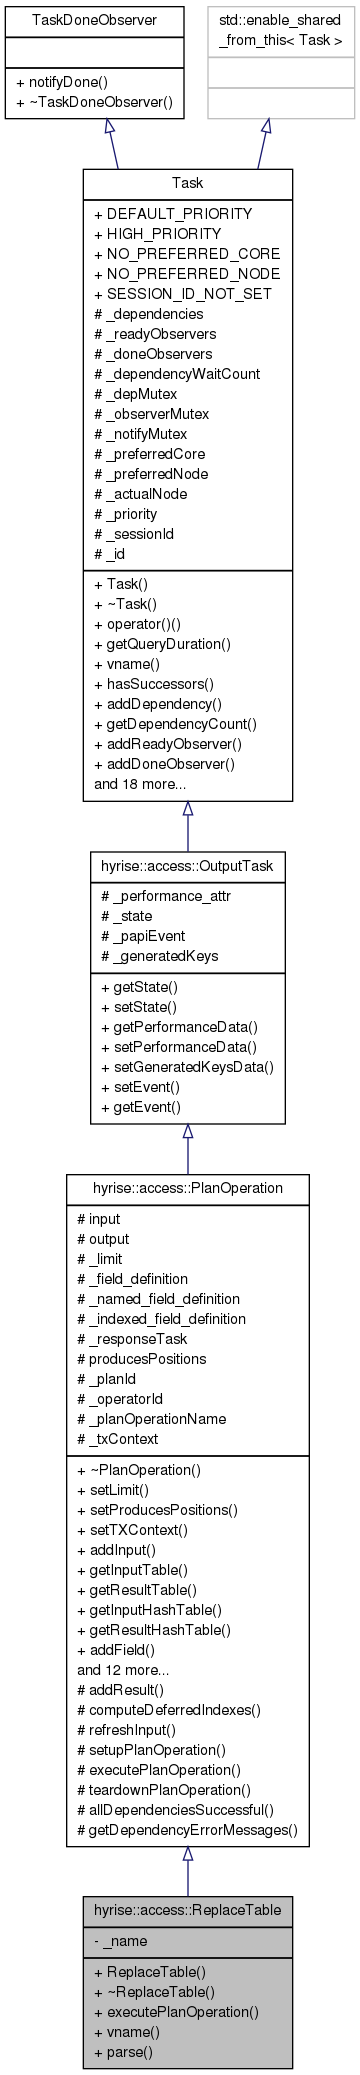 TaskDoneObserver
+ notifyDone()
+ ~TaskDoneObserver()
std::enable_shared
_from_this< Task >
Task
+ DEFAULT_PRIORITY
+ HIGH_PRIORITY
+ NO_PREFERRED_CORE
+ NO_PREFERRED_NODE
+ SESSION_ID_NOT_SET
# _dependencies
# _readyObservers
# _doneObservers
# _dependencyWaitCount
# _depMutex
# _observerMutex
# _notifyMutex
# _preferredCore
# _preferredNode
# _actualNode
# _priority
# _sessionId
# _id
+ Task()
+ ~Task()
+ operator()()
+ getQueryDuration()
+ vname()
+ hasSuccessors()
+ addDependency()
+ getDependencyCount()
+ addReadyObserver()
+ addDoneObserver()
and 18 more...
hyrise::access::OutputTask
# _performance_attr
# _state
# _papiEvent
# _generatedKeys
+ getState()
+ setState()
+ getPerformanceData()
+ setPerformanceData()
+ setGeneratedKeysData()
+ setEvent()
+ getEvent()
hyrise::access::PlanOperation
# input
# output
# _limit
# _field_definition
# _named_field_definition
# _indexed_field_definition
# _responseTask
# producesPositions
# _planId
# _operatorId
# _planOperationName
# _txContext
+ ~PlanOperation()
+ setLimit()
+ setProducesPositions()
+ setTXContext()
+ addInput()
+ getInputTable()
+ getResultTable()
+ getInputHashTable()
+ getResultHashTable()
+ addField()
and 12 more...
# addResult()
# computeDeferredIndexes()
# refreshInput()
# setupPlanOperation()
# executePlanOperation()
# teardownPlanOperation()
# allDependenciesSuccessful()
# getDependencyErrorMessages()
hyrise::access::ReplaceTable
- _name
+ ReplaceTable()
+ ~ReplaceTable()
+ executePlanOperation()
+ vname()
+ parse()